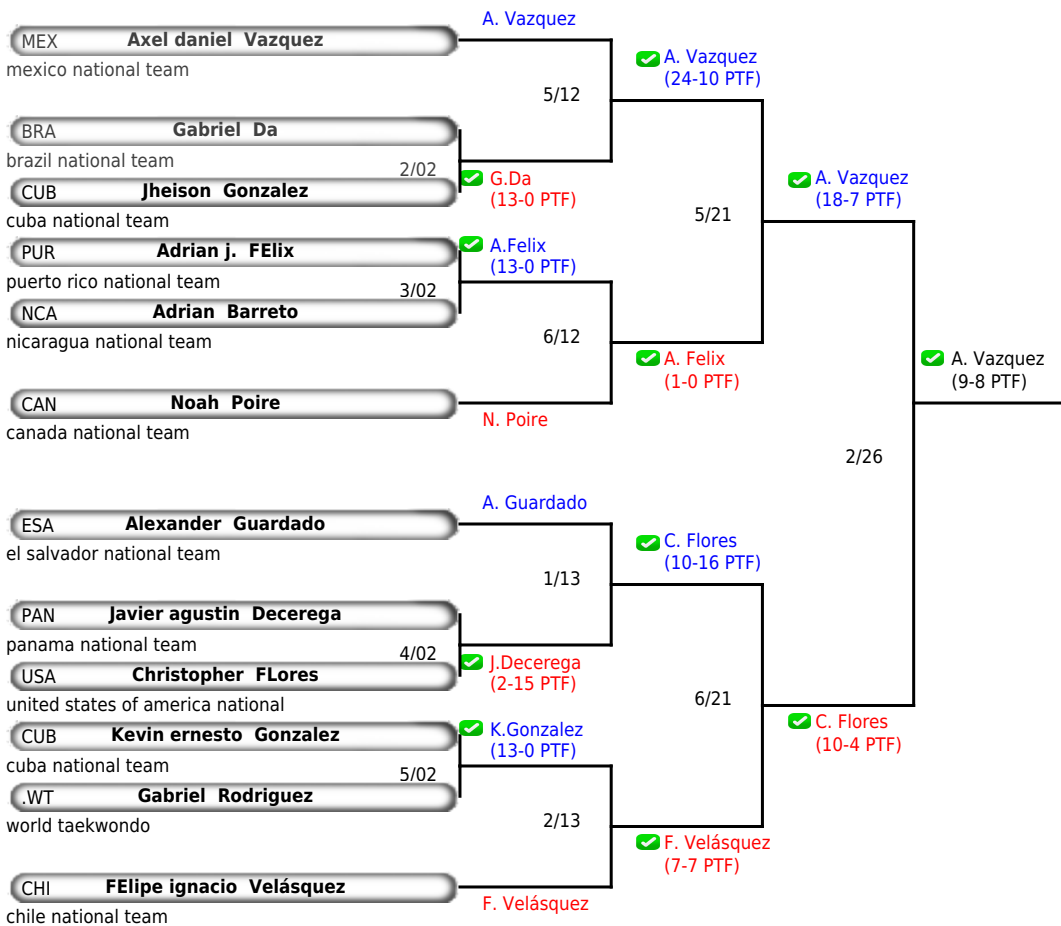 A. Vazquez
MEX Axel daniel Vazquez
mexico national team
A. Vazquez
(24-10 PTF)
5/12
BRA Gabriel Da
brazil national team
2/02
G.Da
(13-0 PTF)
CUB Jheison Gonzalez
cuba national team
A. Vazquez
(18-7 PTF)
5/21
PUR Adrian j. FElix
puerto rico national team
A.Felix
(13-0 PTF)
3/02
NCA Adrian Barreto
nicaragua national team
6/12
A. Felix
(1-0 PTF)
A. Vazquez
(9-8 PTF)
CAN Noah Poire
canada national team
N. Poire
2/26
A. Guardado
ESA Alexander Guardado
el salvador national team
C. Flores
(10-16 PTF)
1/13
PAN Javier agustin Decerega
panama national team
4/02
J.Decerega
(2-15 PTF)
USA Christopher FLores
united states of america national
6/21
C. Flores
(10-4 PTF)
CUB Kevin ernesto Gonzalez
cuba national team
K.Gonzalez
(13-0 PTF)
5/02
.WT Gabriel Rodriguez
world taekwondo
2/13
F. Velásquez
(7-7 PTF)
CHI FElipe ignacio Velásquez
chile national team
F. Velásquez